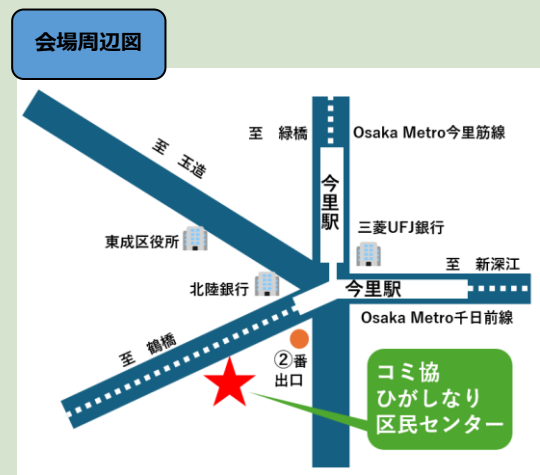 会場周辺図
至 玉造
至 緑橋
Osaka Metro今里筋線
今里駅
東成区役所
三菱UFJ銀行
北陸銀行
至 新深江
今里駅
Osaka Metro千日前線
至 鶴橋
②番
出口
コミ協
ひがしなり
区民センター